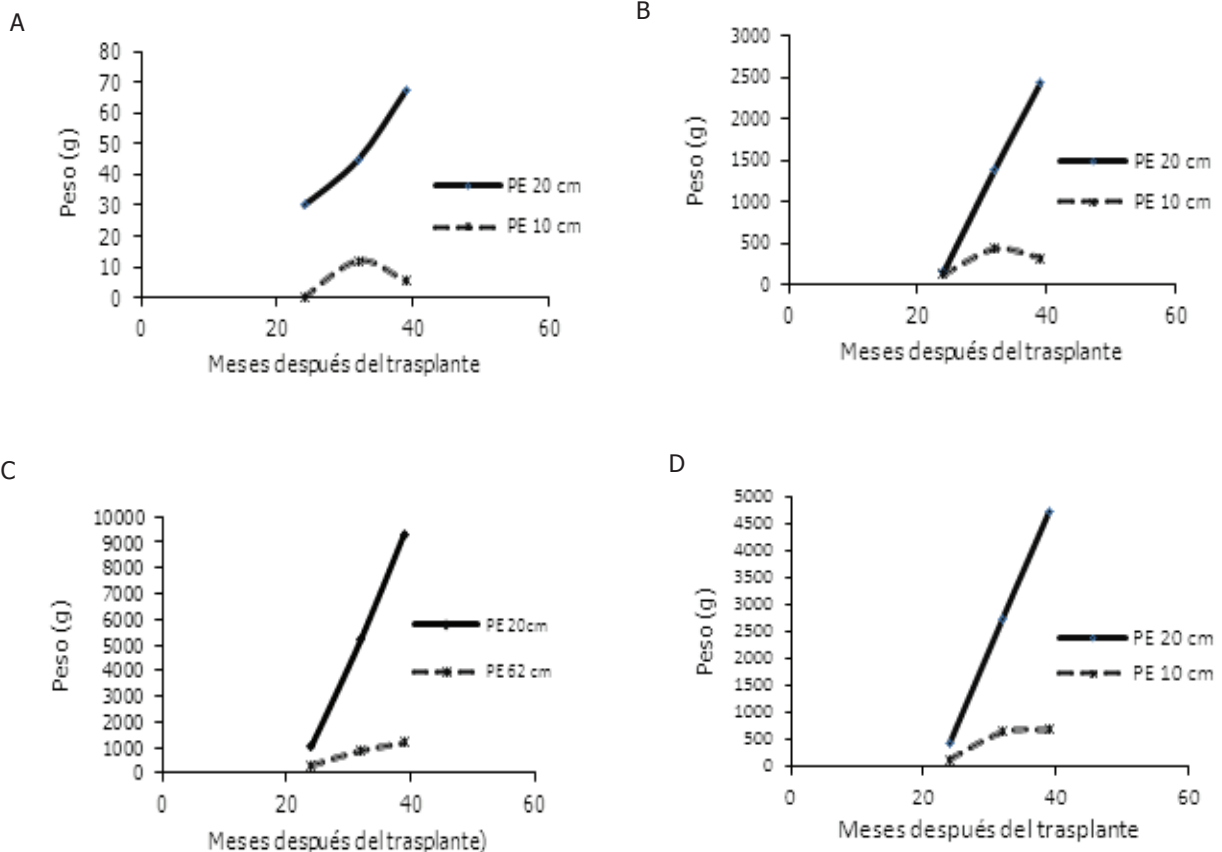 A
80
70
60
50
40
30
20
10
0
Peso (g)
0 20 40 60
Meses después del trasplante
PE 20 cm
PE 10 cm
B
3000
2500
2000
1500
1000
500
0
Peso (g)
0 20 40 60
Meses después del trasplante
PE 20 cm
PE 10 cm
C
10000
9000
8000
7000
6000
5000
4000
3000
2000
1000
0
Peso (g)
0 20 40 60
Meses después del trasplante)
PE 20cm
PE 62 cm
D
5000
4500
4000
3500
3000
2500
2000
1500
1000
500
0
Peso (g)
0 20 40 60
Meses después del trasplante
PE 20 cm
PE 10 cm